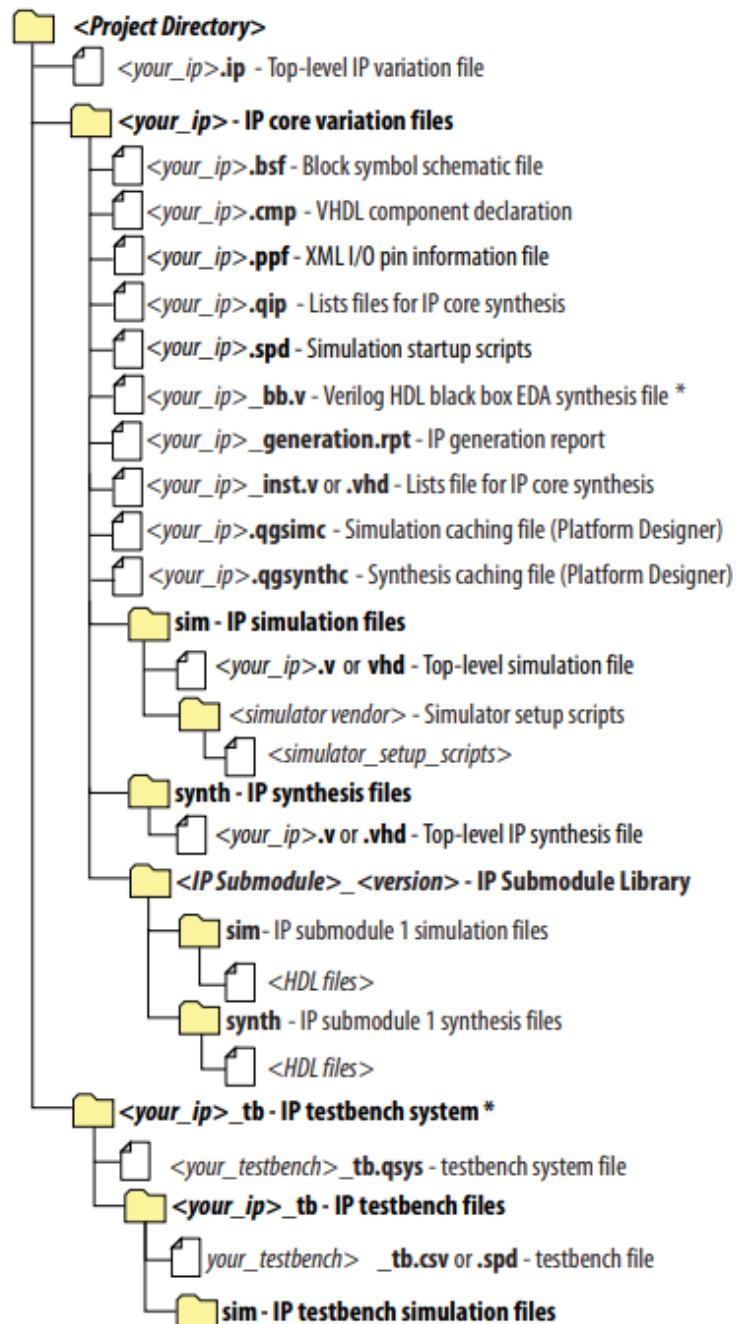 <Project Directory>
<your_ip>.ip - Top-level IP variation file
<your_ip> - IP core variation files
<your_ip>.bsf - Block symbol schematic file
<your_ip>.cmp - VHDL component declaration
<your_ip>.ppf - XML I/O pin information file
<your_ip>.qip - Lists files for IP core synthesis
<your_ip>.spd - Simulation startup scripts
<your_ip>_bb.v - Verilog HDL black box EDA synthesis file *
<your_ip>_generation.rpt - IP generation report
<your_ip>_inst.v or .vhd - Lists file for IP core synthesis
<your_ip>.qgsimc - Simulation caching file (Platform Designer)
<your_ip>.qgsynthc - Synthesis caching file (Platform Designer)
sim - IP simulation files
<your_ip>.v or vhd - Top-level simulation file
<simulator vendor> - Simulator setup scripts
<simulator_setup_scripts>
synth - IP synthesis files
<your_ip>.v or .vhd - Top-level IP synthesis file
<IP Submodule>_<version> - IP Submodule Library
sim- IP submodule 1 simulation files
<HDL files>
synth - IP submodule 1 synthesis files
<HDL files>
<your_ip>_tb - IP testbench system *
<your_testbench>_tb.qsys - testbench system file
<your_ip>_tb - IP testbench files
your_testbench> _tb.csv or .spd - testbench file
sim - IP testbench simulation files